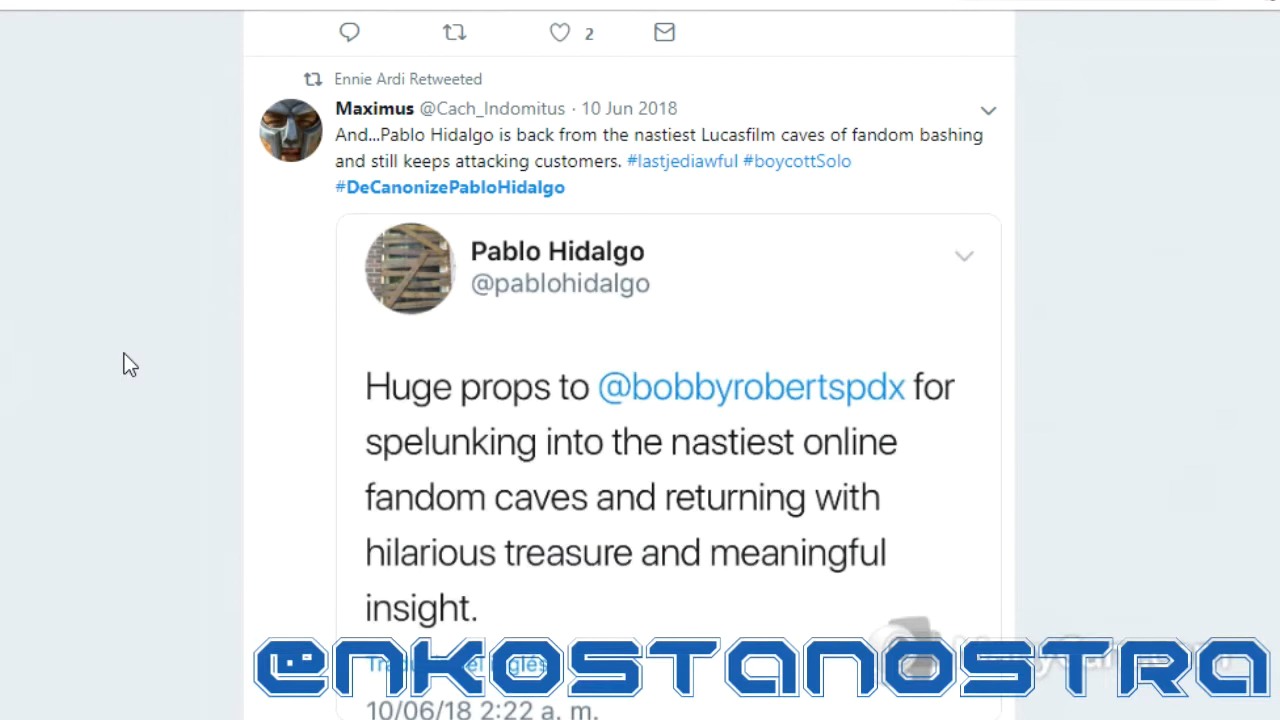 2
Ennie Ardi Retweeted
Maximus @Cach_Indomitus · 10 Jun 2018
And...Pablo Hidalgo is back from the nastiest Lucasfilm caves of fandom bashing
and still keeps attacking customers. #lastjediawful #boycottSolo
#DeCanonizePabloHidalgo
Pablo Hidalgo
@pablohidalgo
Huge props to @bobbyrobertspdx for
spelunking into the nastiest online
fandom caves and returning with
hilarious treasure and meaningful
insight.
@NKOSTANOSTRA
10/06/18 2:22 a. m.